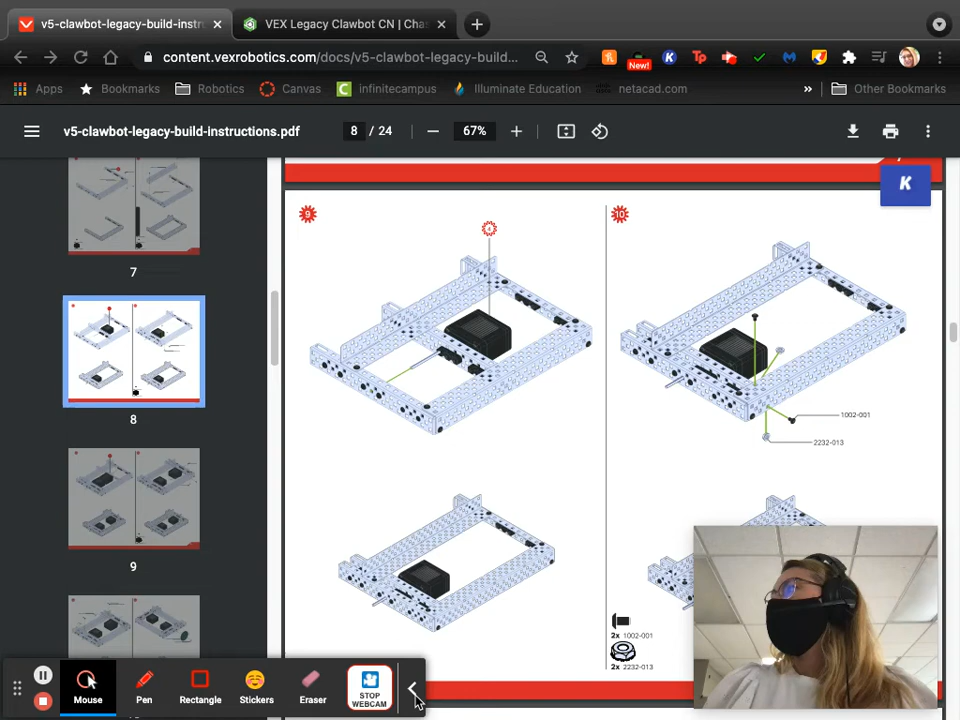 v5-clawbot-legacy-build-instru
VEX Legacy Clawbot CN | Cha
content.vexrobotics.com/docs/v5-clawbot-legacy-build...
New!
K
Tp
Apps
Bookmarks
Robotics
Canvas
infinitecampus
Illuminate Education
netacad.com
»
Other Bookmarks
v5-clawbot-legacy-build-instructions.pdf
8 / 24
67%
K
7
8
9
9
10
1002-001
2232-013
2x 1002-001
2x 2232-013
Mouse
Pen
Rectangle
Stickers
Eraser
STOP
WEBCAM